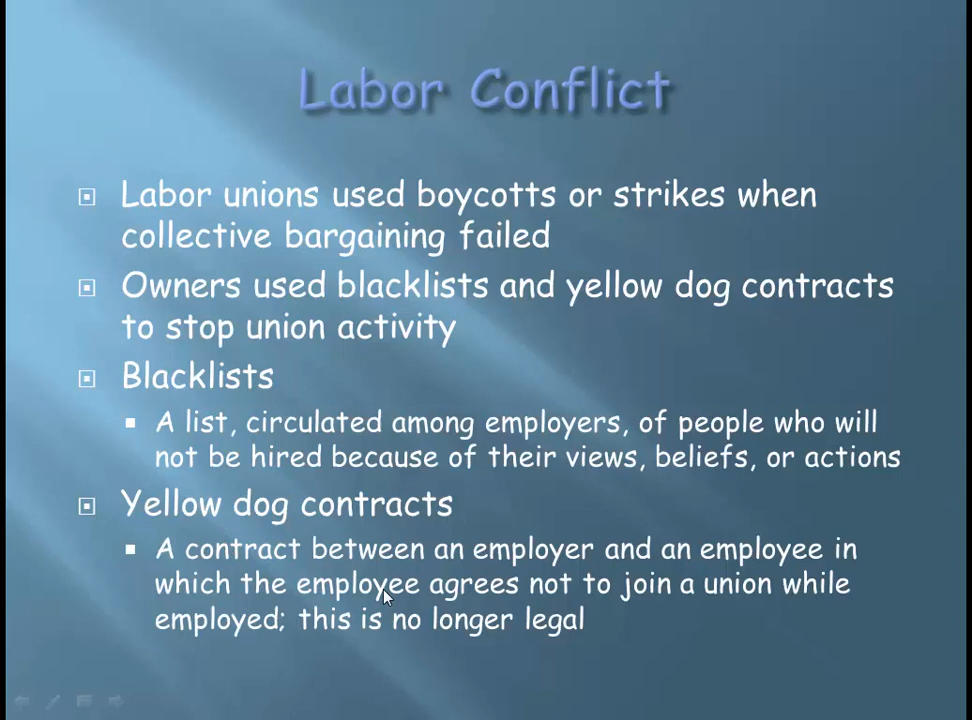 Labor Conflict
Labor unions used boycotts or strikes when
collective bargaining failed
Owners used blacklists and yellow dog contracts
to stop union activity
Blacklists
A list, circulated among employers, of people who will
not be hired because of their views, beliefs, or actions
Yellow dog contracts
A contract between an employer and an employee in
which the employee agrees not to join a union while
employed; this is no longer legal